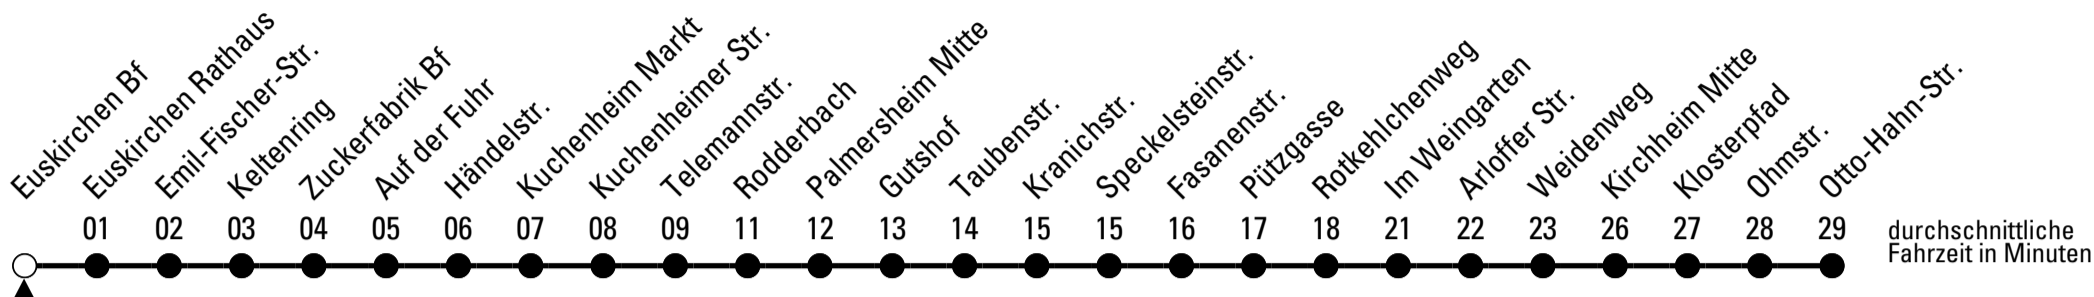 Euskirchen Bf
Euskirchen Rathaus
Emil-Fischer-Str.
Keltenring
Zuckerfabrik Bf
Auf der Fuhr
Händelstr.
Kuchenheim Markt
Kuchenheimer Str.
Telemannstr.
Rodderbach
Palmersheim Mitte
Gutshof
Taubenstr.
Kranichstr.
Speckelsteinstr.
Fasanenstr.
Pützgasse
Rotkehlchenweg
Im Weingarten
Arloffer Str.
Weidenweg
Kirchheim Mitte
Klosterpfad
Ohmstr.
Otto-Hahn-Str.
01 02 03 04 05 06 07 08 09 11 12 13 14 15 15 16 17 18 21 22 23 26 27 28 29
durchschnittliche
Fahrzeit in Minuten